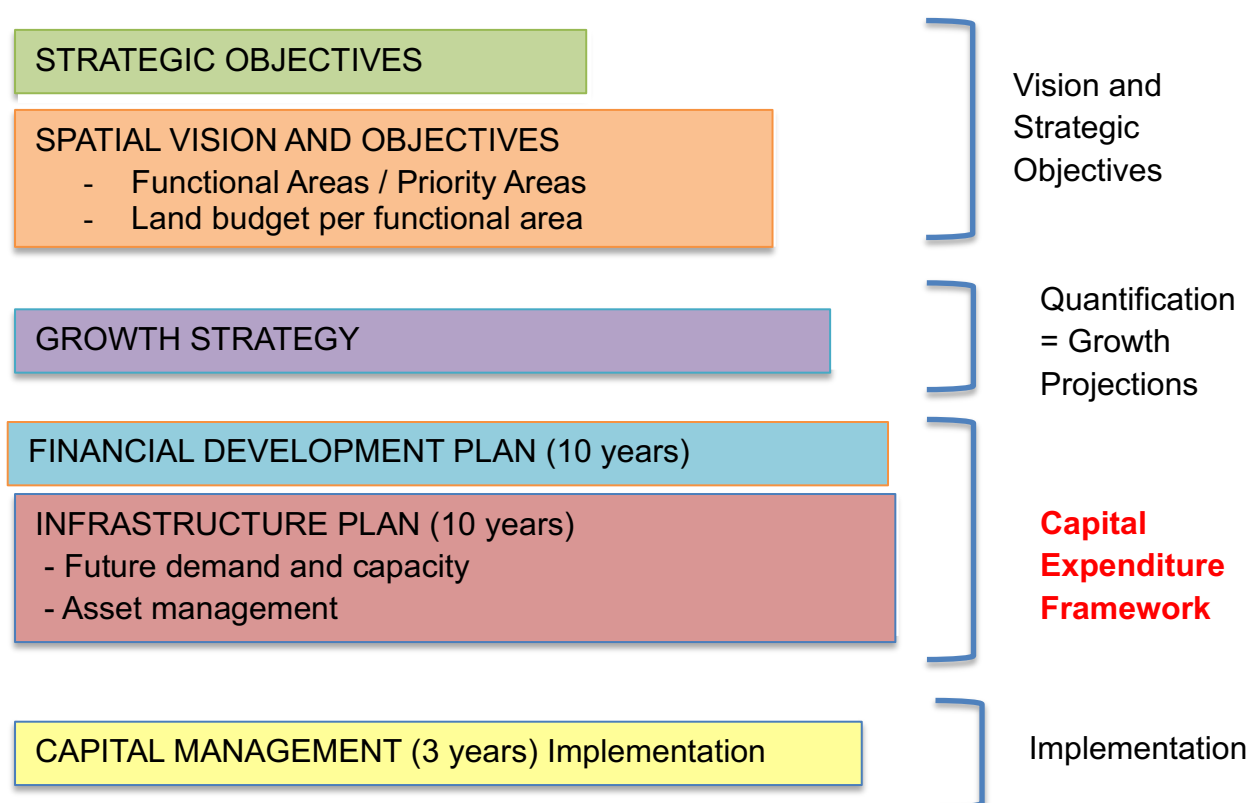 STRATEGIC OBJECTIVES
SPATIAL VISION AND OBJECTIVES
- Functional Areas / Priority Areas
- Land budget per functional area
Vision and
Strategic
Objectives
GROWTH STRATEGY
Quantification
= Growth
Projections
FINANCIAL DEVELOPMENT PLAN (10 years)
INFRASTRUCTURE PLAN (10 years)
- Future demand and capacity
- Asset management
Capital
Expenditure
Framework
CAPITAL MANAGEMENT (3 years) Implementation
Implementation